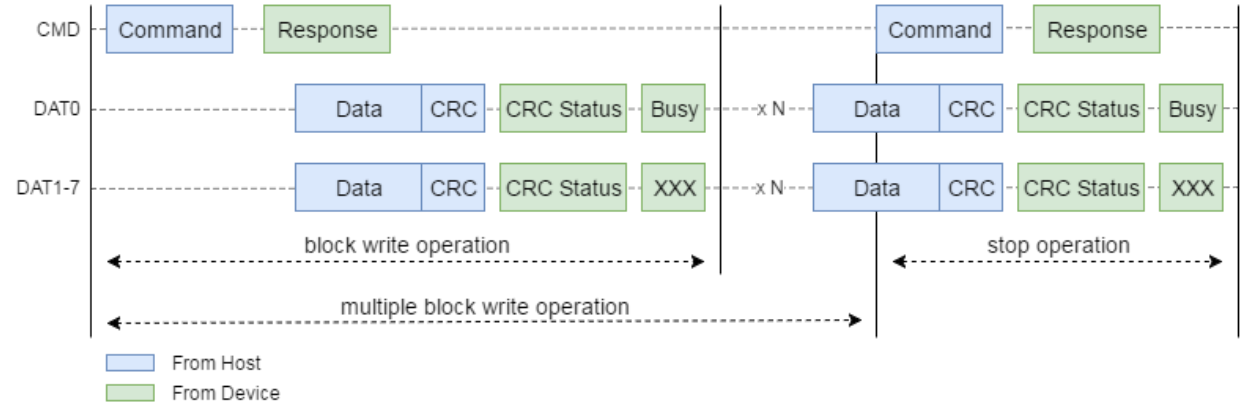 CMD Command Response Command Response
DAT0 Data CRC CRC Status Busy x N Data CRC CRC Status Busy
DAT1-7 Data CRC CRC Status XXX x N Data CRC CRC Status XXX
block write operation stop operation
multiple block write operation
From Host
From Device